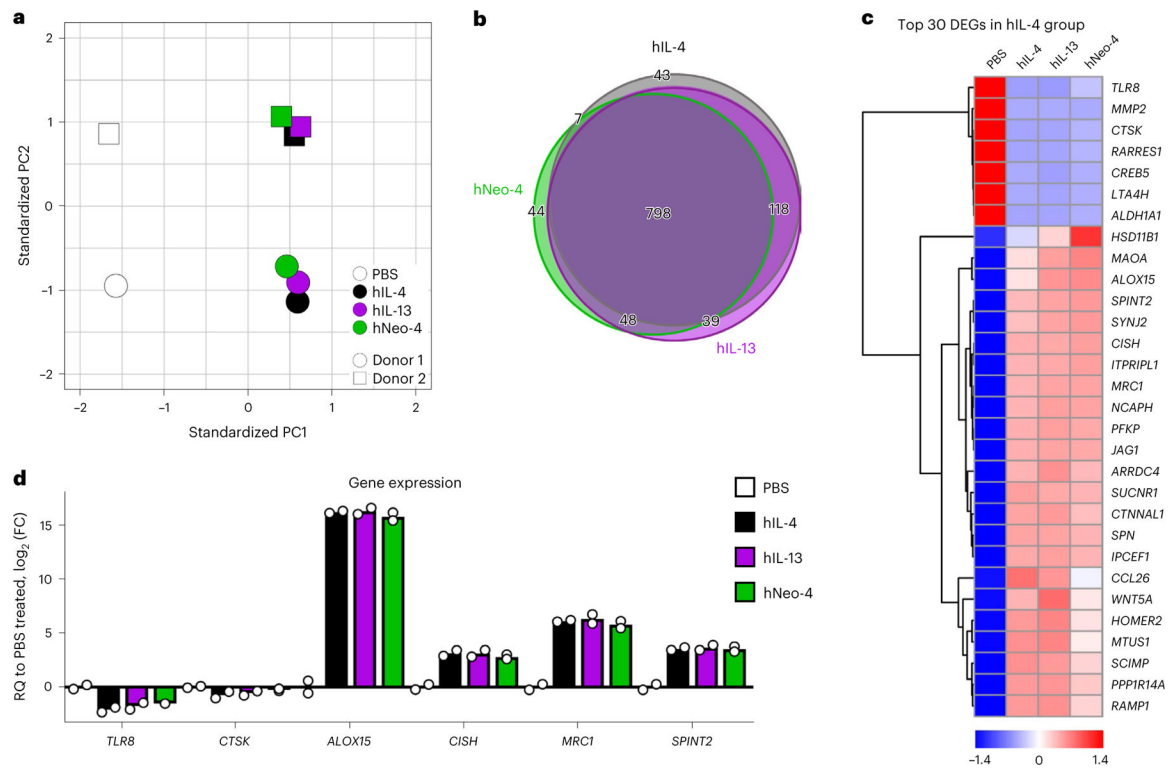 a
2
1
0
−1
−2
−2
−1
0
1
2
Standardized PC2
Standardized PC1
PBS
hIL-4
hIL-13
hNeo-4
Donor 1
Donor 2
b
hIL-4
43
7
hNeo-4
44
798
118
48
39
hIL-13
c
Top 30 DEGs in hIL-4 group
PBS
hIL-4
hIL-13
hNeo-4
TLR8
MMP2
CTSK
RARRES1
CREB5
LTA4H
ALDH1A1
HSD11B1
MAOA
ALOX15
SPINT2
SYNJ2
CISH
ITPRIPL1
MRC1
NCAPH
PFKP
JAG1
ARRDC4
SUCNR1
CTNNAL1
SPN
IPCEF1
CCL26
WNT5A
HOMER2
MTUS1
SCIMP
PPP1R14A
RAMP1
−1.4
0
1.4
d
Gene expression
RQ to PBS treated, log2 (FC)
15
10
5
0
TLR8
CTSK
ALOX15
CISH
MRC1
SPINT2
PBS
hIL-4
hIL-13
hNeo-4